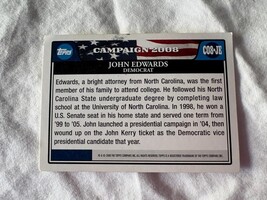 Topps
CAMPAIGN 2008
C08-JE
JOHN EDWARDS
DEMOCRAT
Edwards, a bright attorney from North Carolina, was the first
member of his family to attend college. He followed his North
Carolina State undergraduate degree by completing law
school at the University of North Carolina. In 1998, he won a
U.S. Senate seat in his home state and served one term from
'99 to '05. John launched a presidential campaign in '04, then
wound up on the John Kerry ticket as the Democratic vice
presidential candidate that year.